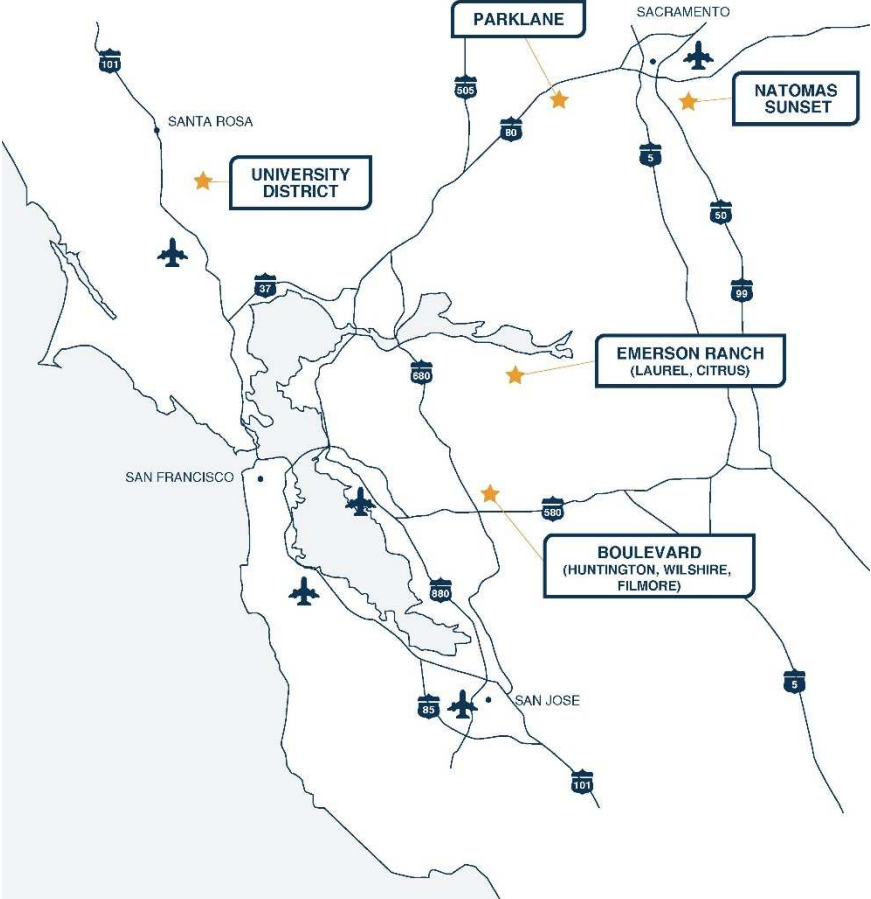 SACRAMENTO
PARKLANE
101
505
NATOMAS
SUNSET
80
SANTA ROSA
5
UNIVERSITY
DISTRICT
50
37
99
EMERSON RANCH
(LAUREL, CITRUS)
680
SAN FRANCISCO
580
BOULEVARD
(HUNTINGTON, WILSHIRE,
FILMORE)
880
5
85
SAN JOSE
101